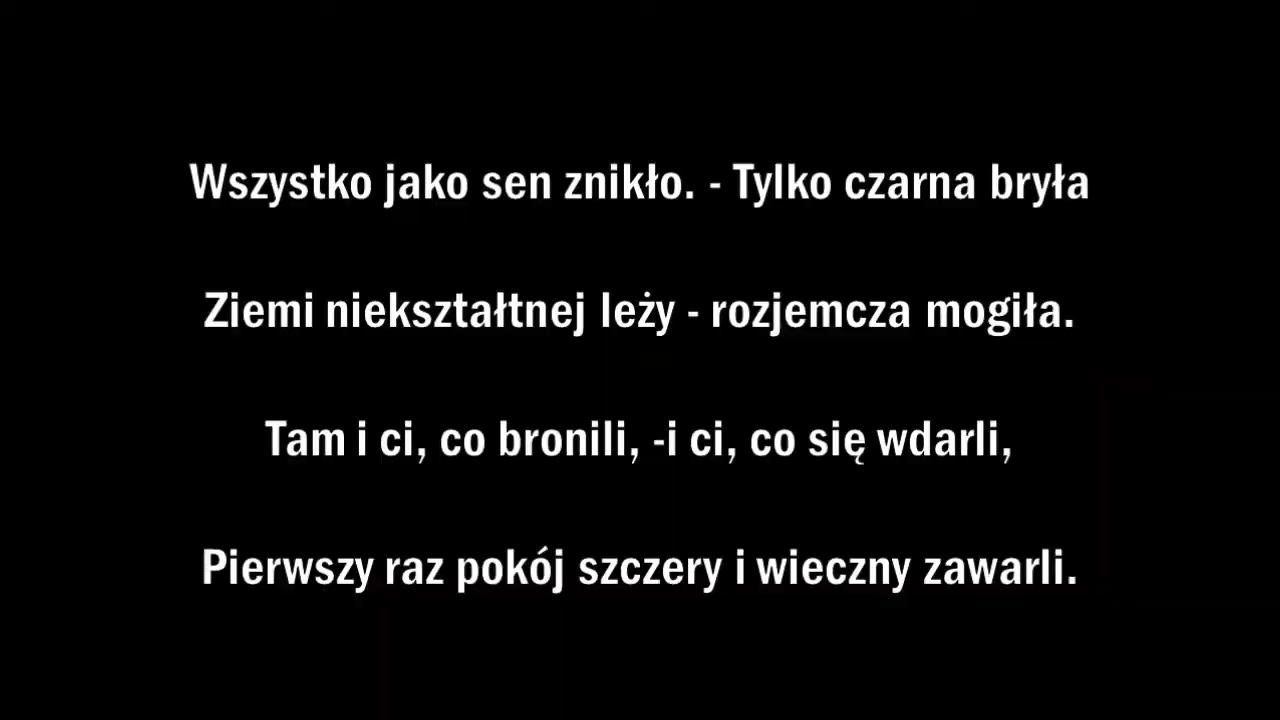 Wszystko jako sen znikło. - Tylko czarna bryła
Ziemi niekształtnej leży - rozjemcza mogiła.
Tam i ci, co bronili, -i ci, co się wdarli,
Pierwszy raz pokój szczery i wieczny zawarli.